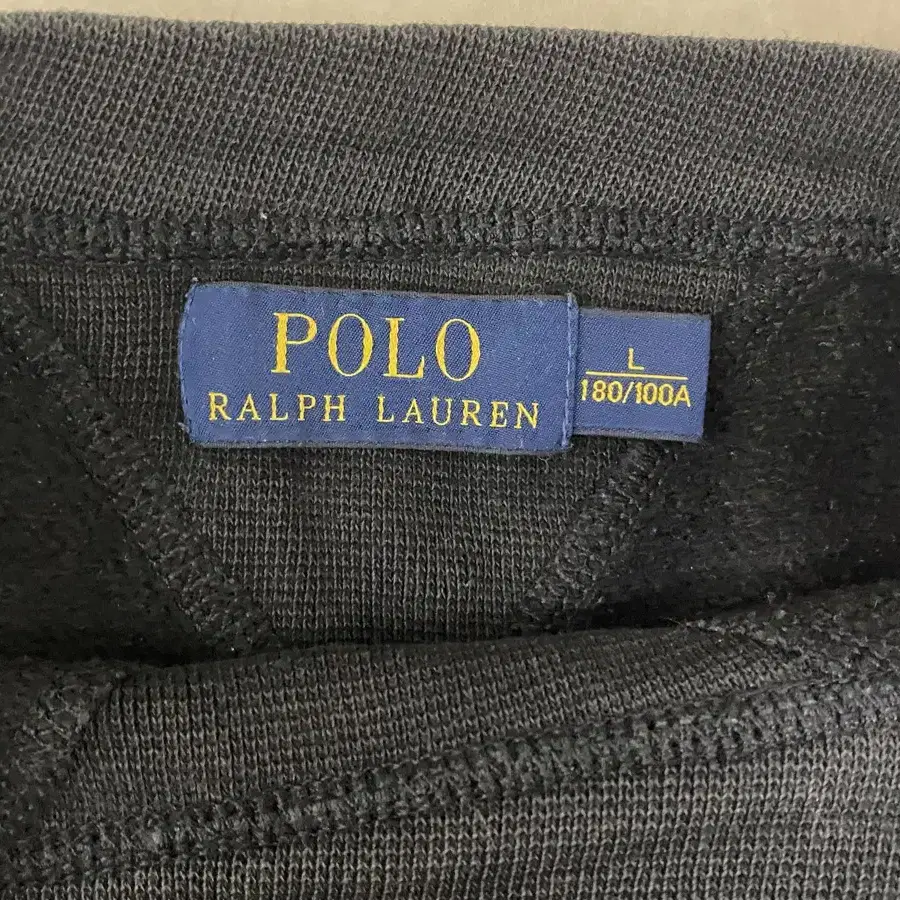 POLO
RALPH LAUREN
L
180/100A